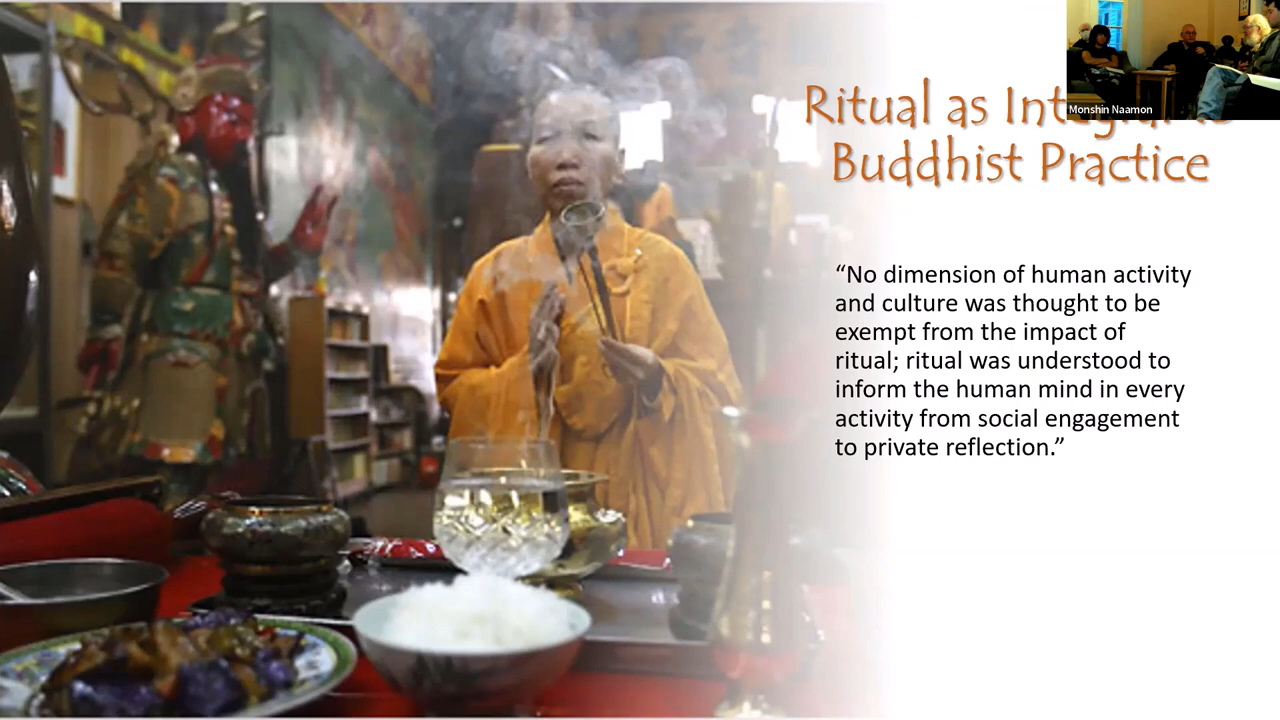 Ritual as
Buddhist Practice
Monshin Naamon
“No dimension of human activity
and culture was thought to be
exempt from the impact of
ritual; ritual was understood to
inform the human mind in every
activity from social engagement
to private reflection.”